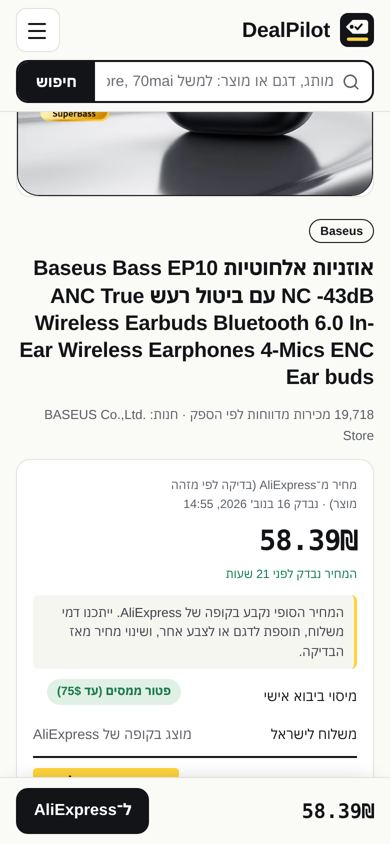 DealPilot
חיפוש
מותג, דגם או מוצר: למשל ore, 70mai
SuperBass
Baseus
אוזניות אלחוטיות Baseus Bass EP10
NC -43dB עם ביטול רעש ANC True
Wireless Earbuds Bluetooth 6.0 In-
Ear Wireless Earphones 4-Mics ENC
Ear buds
19,718 מכירות מדווחות לפי הספק · חנות: BASEUS Co.,Ltd.
Store
מחיר מ־AliExpress (בדיקה לפי מזהה
מוצר) · נבדק 16 בנוב׳ 2026, 14:55
₪58.39
המחיר נבדק לפני 21 שעות
המחיר הסופי נקבע בקופה של AliExpress. ייתכנו דמי
משלוח, תוספת לדגם או לצבע אחר, ושינוי מחיר מאז
הבדיקה.
מיסוי ביבוא אישי
פטור ממסים (עד 75$)
משלוח לישראל
מוצג בקופה של AliExpress
₪58.39
ל־AliExpress